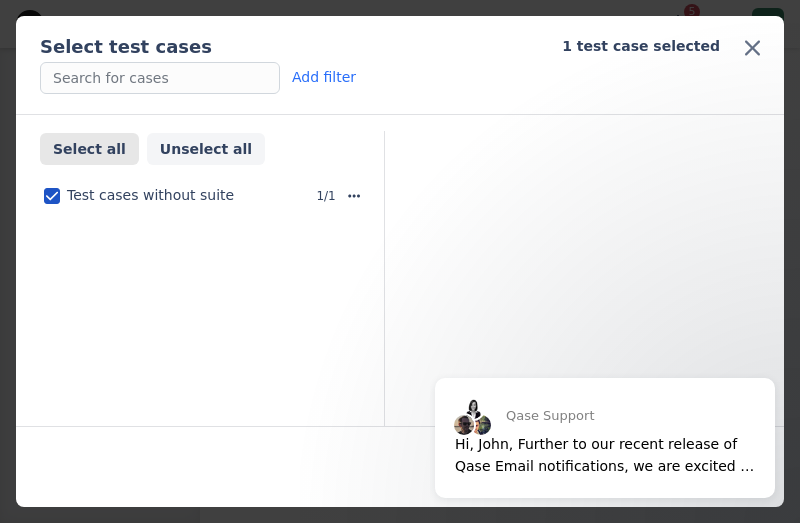 5
Select test cases
1 test case selected
Search for cases
Add filter
Select all
Unselect all
Test cases without suite
1/1
Qase Support
Hi, John, Further to our recent release of
Qase Email notifications, we are excited ...